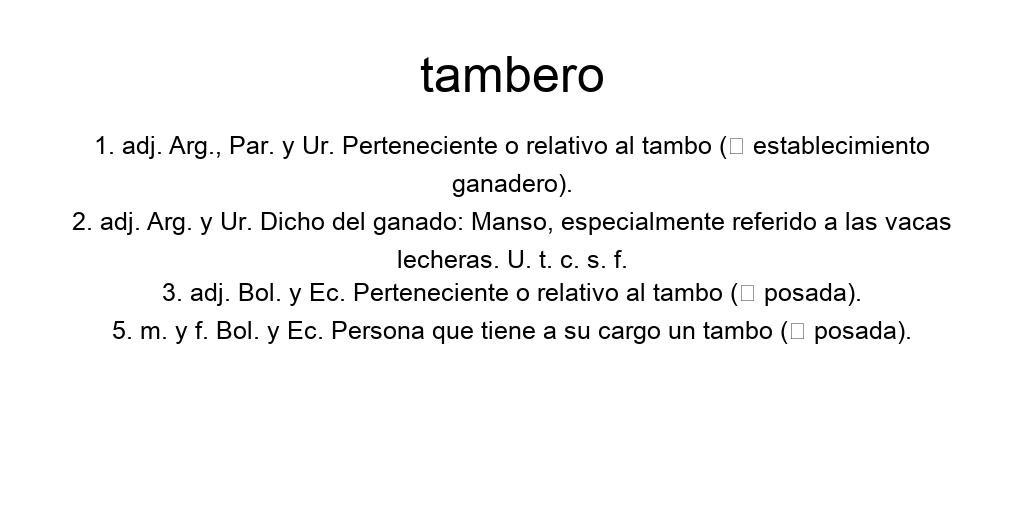 tambero
1. adj. Arg., Par. y Ur. Perteneciente o relativo al tambo (□ establecimiento
ganadero).
2. adj. Arg. y Ur. Dicho del ganado: Manso, especialmente referido a las vacas
lecheras. U. t. c. s. f.
3. adj. Bol. y Ec. Perteneciente o relativo al tambo (□ posada).
5. m. y f. Bol. y Ec. Persona que tiene a su cargo un tambo (□ posada).